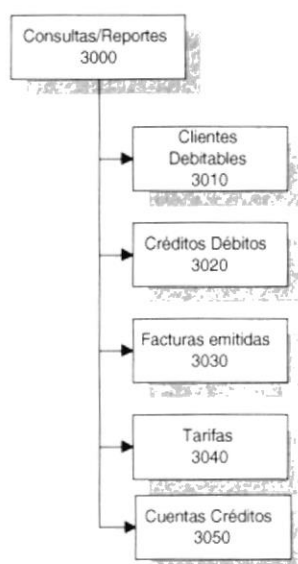 Consultas/Reportes
3000
Clientes
Debitables
3010
Créditos Débitos
3020
Facturas emitidas
3030
Tarifas
3040
Cuentas Créditos
3050